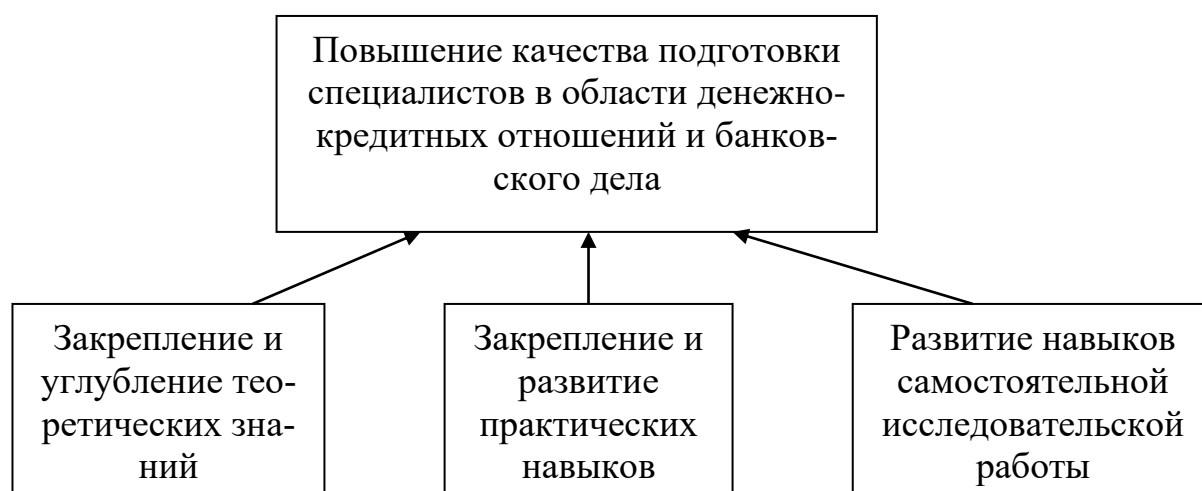 Повышение качества подготовки
специалистов в области денежно-
кредитных отношений и банков-
ского дела
Закрепление и
углубление тео-
ретических зна-
ний
Закрепление и
развитие
практических
навыков
Развитие навыков
самостоятельной
исследовательской
работы